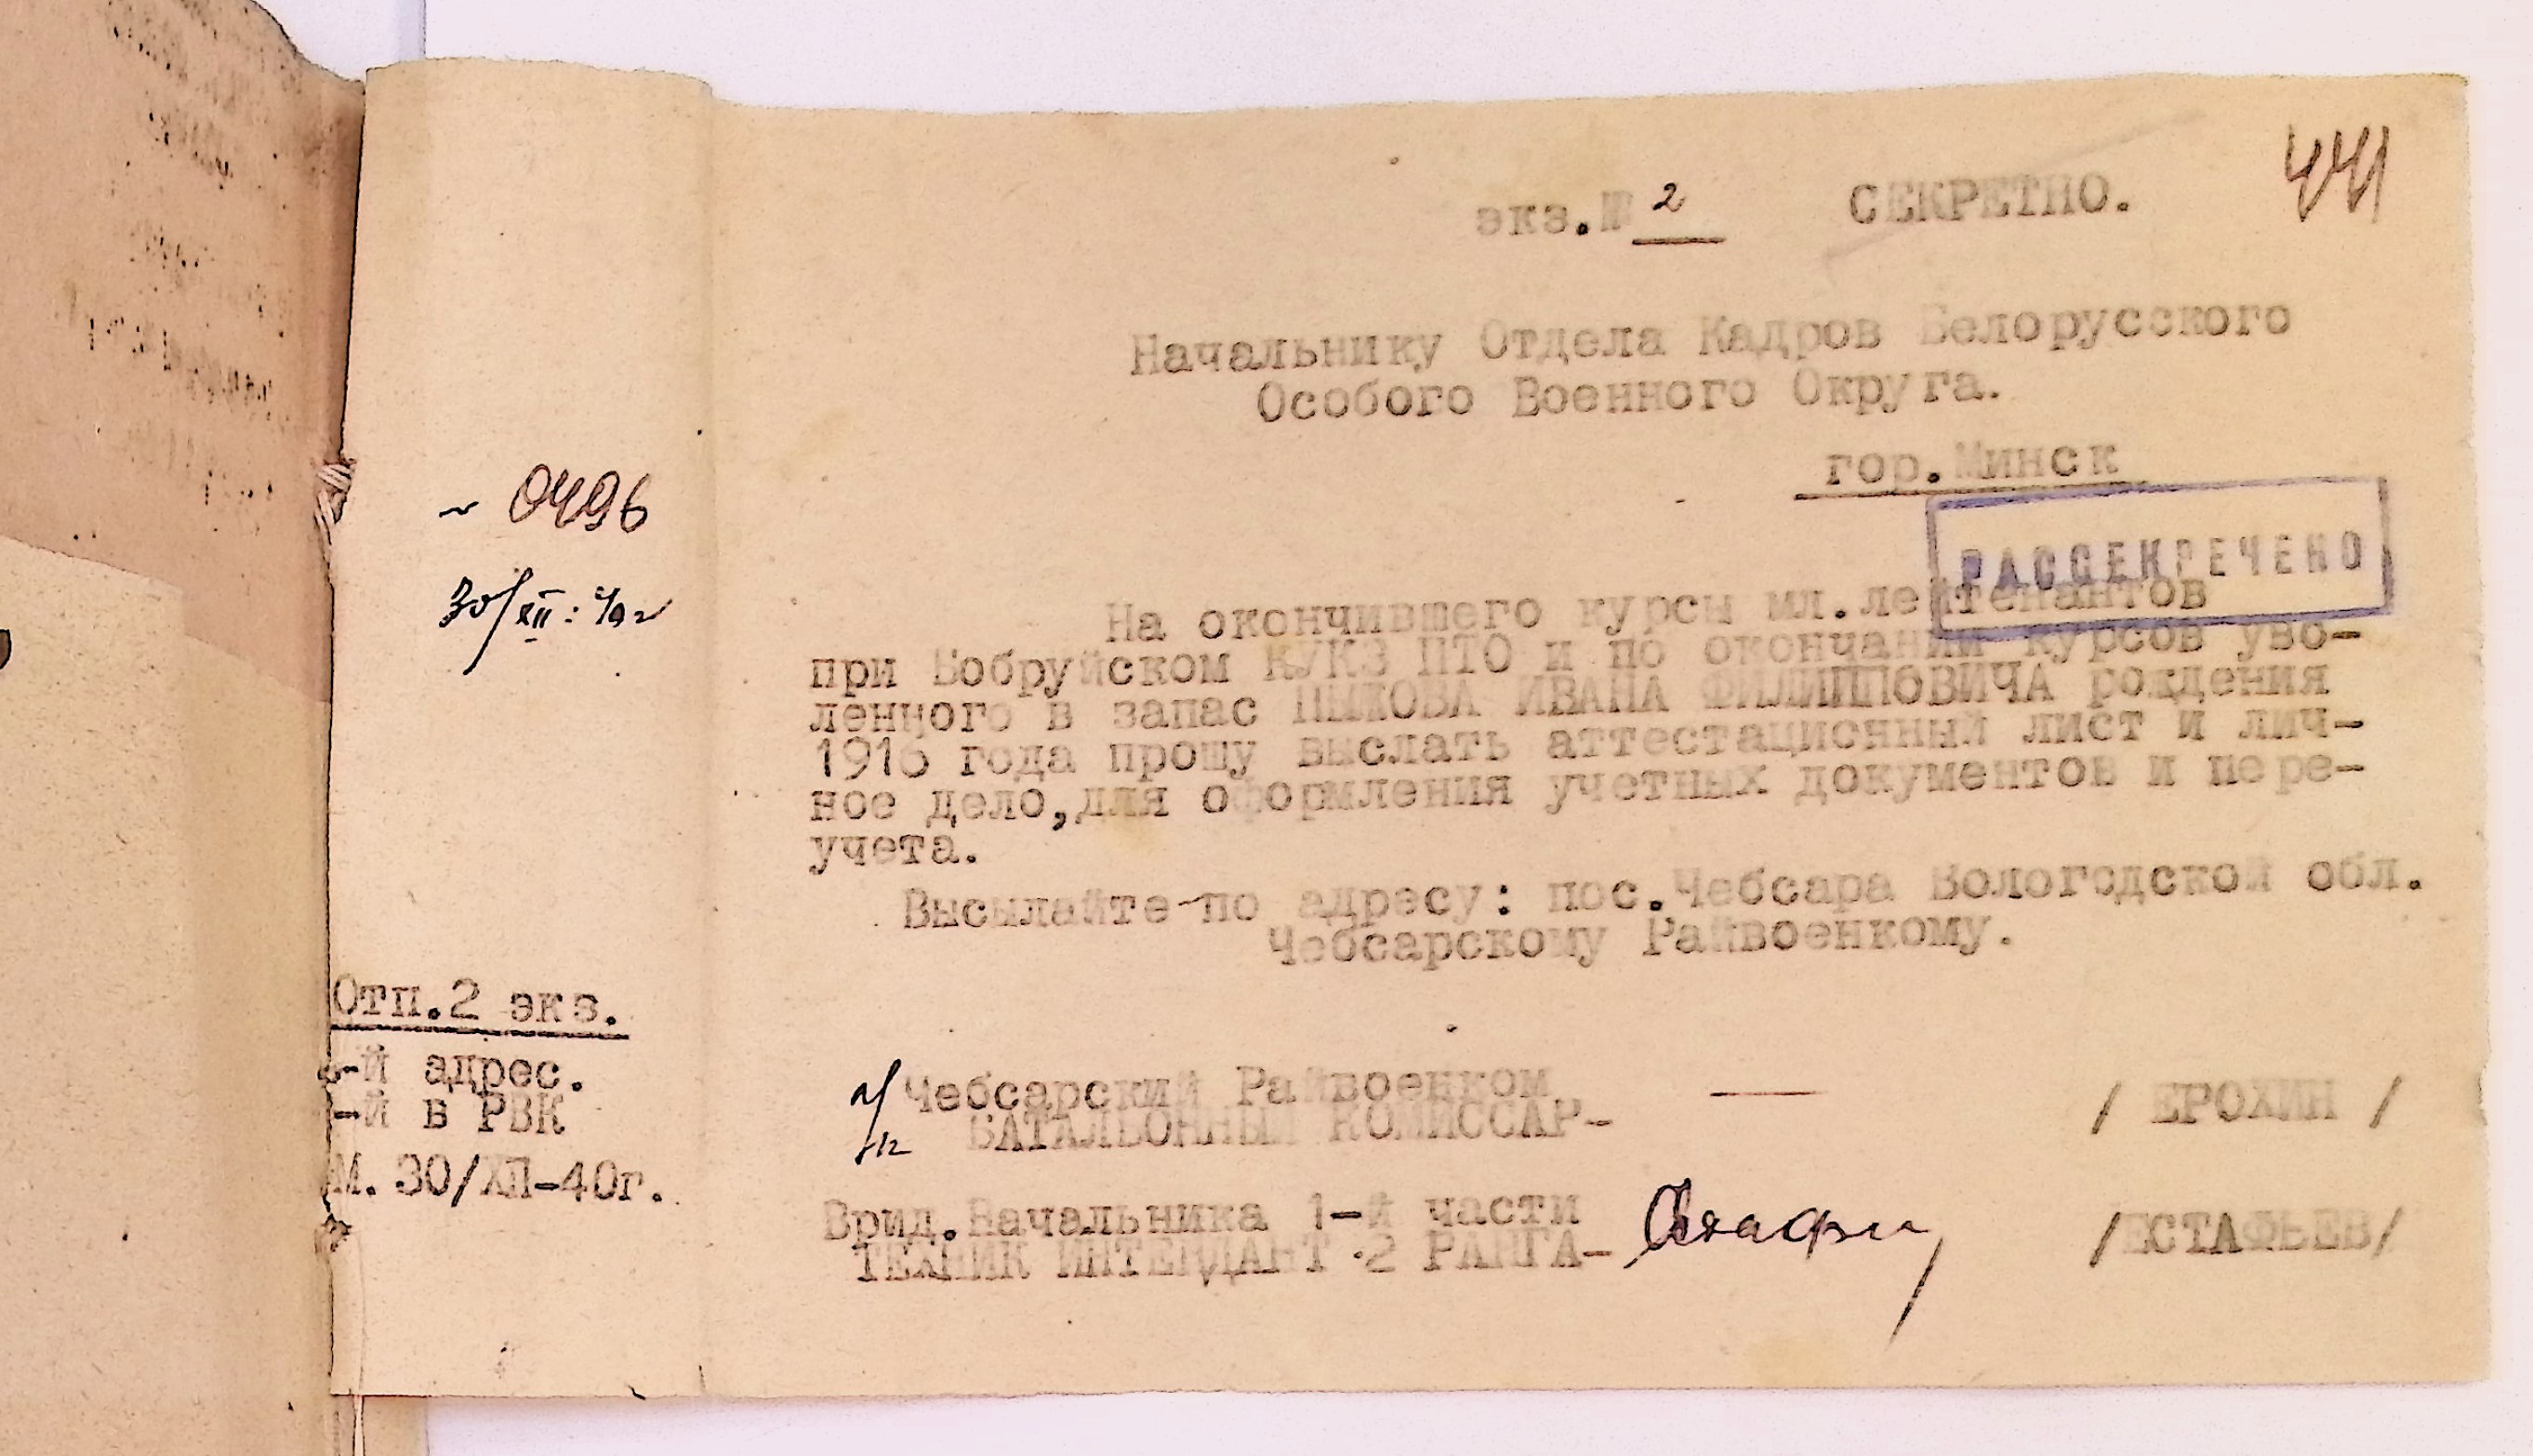 441
экз.№ 2 СЕКРЕТНО.
Начальнику Отдела Кадров Белорусского
Особого Военного Округа.
гор.Минск
РАССЕКРЕЧЕНО
0496
30/XII-40г
На окончившего курсы мл.лейтенантов
при Бобруйском КУКЗ ПТО и по окончании курсов уво-
ленного в запас ИВАНА ФИЛИППОВИЧА рождения
1916 года прошу выслать аттестационный лист и лич-
ное дело,для оформления учетных документов и пере-
учета.
Высылайте по адресу: пос.Чебсара Вологодской обл.
Чебсарскому Райвоенкому.
Отп.2 экз.
-й адрес.
-й в РВК
М. 30/ХП-40г.
Чебсарский Райвоенком
БАТАЛЬОННЫЙ КОМИССАР- / ЕРОХИН /
Врид.Начальника 1-й части
ТЕХНИК ИНТЕНДАНТ 2 РАНГА- /ЕСТАФЬЕВ/